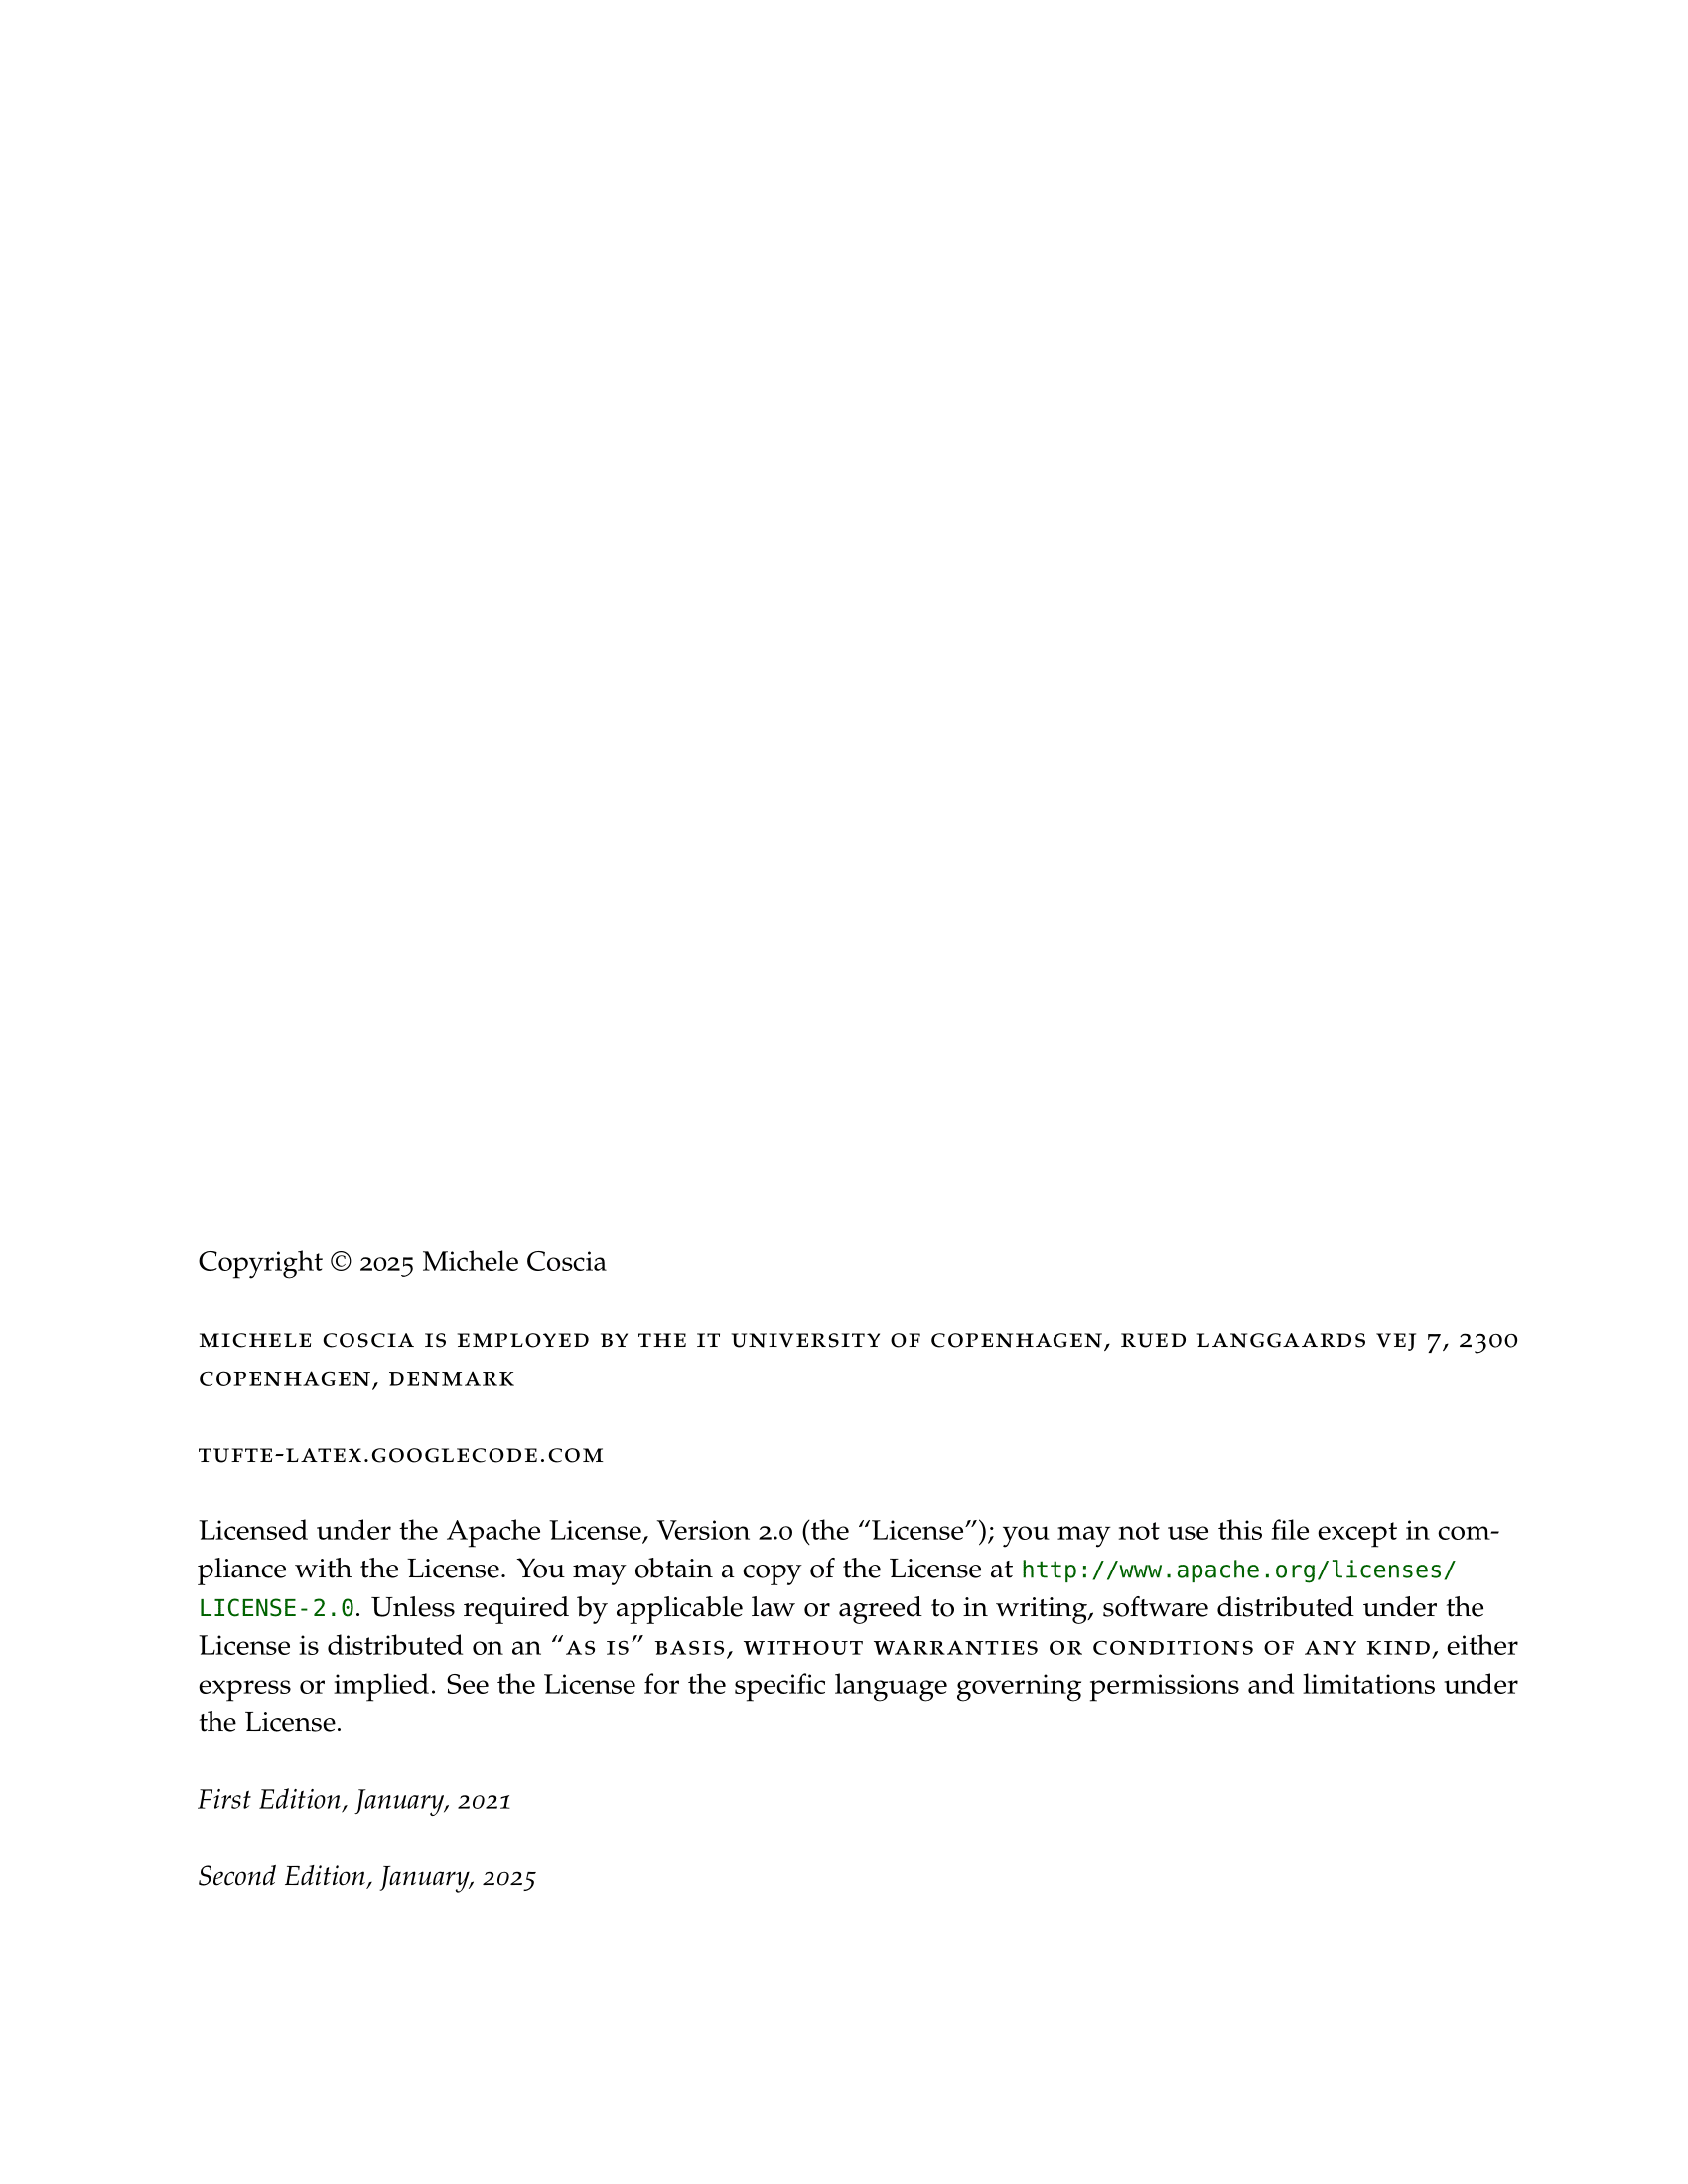 Copyright © 2025 Michele Coscia
MICHELE COSCIA IS EMPLOYED BY THE IT UNIVERSITY OF COPENHAGEN, RUED LANGGAARDS VEJ 7, 2300
COPENHAGEN, DENMARK
TUFTE-LATEX.GOOGLECODE.COM
Licensed under the Apache License, Version 2.0 (the “License”); you may not use this file except in com-
pliance with the License. You may obtain a copy of the License at http://www.apache.org/licenses/
LICENSE-2.0. Unless required by applicable law or agreed to in writing, software distributed under the
License is distributed on an “AS IS” BASIS, WITHOUT WARRANTIES OR CONDITIONS OF ANY KIND, either
express or implied. See the License for the specific language governing permissions and limitations under
the License.
First Edition, January, 2021
Second Edition, January, 2025